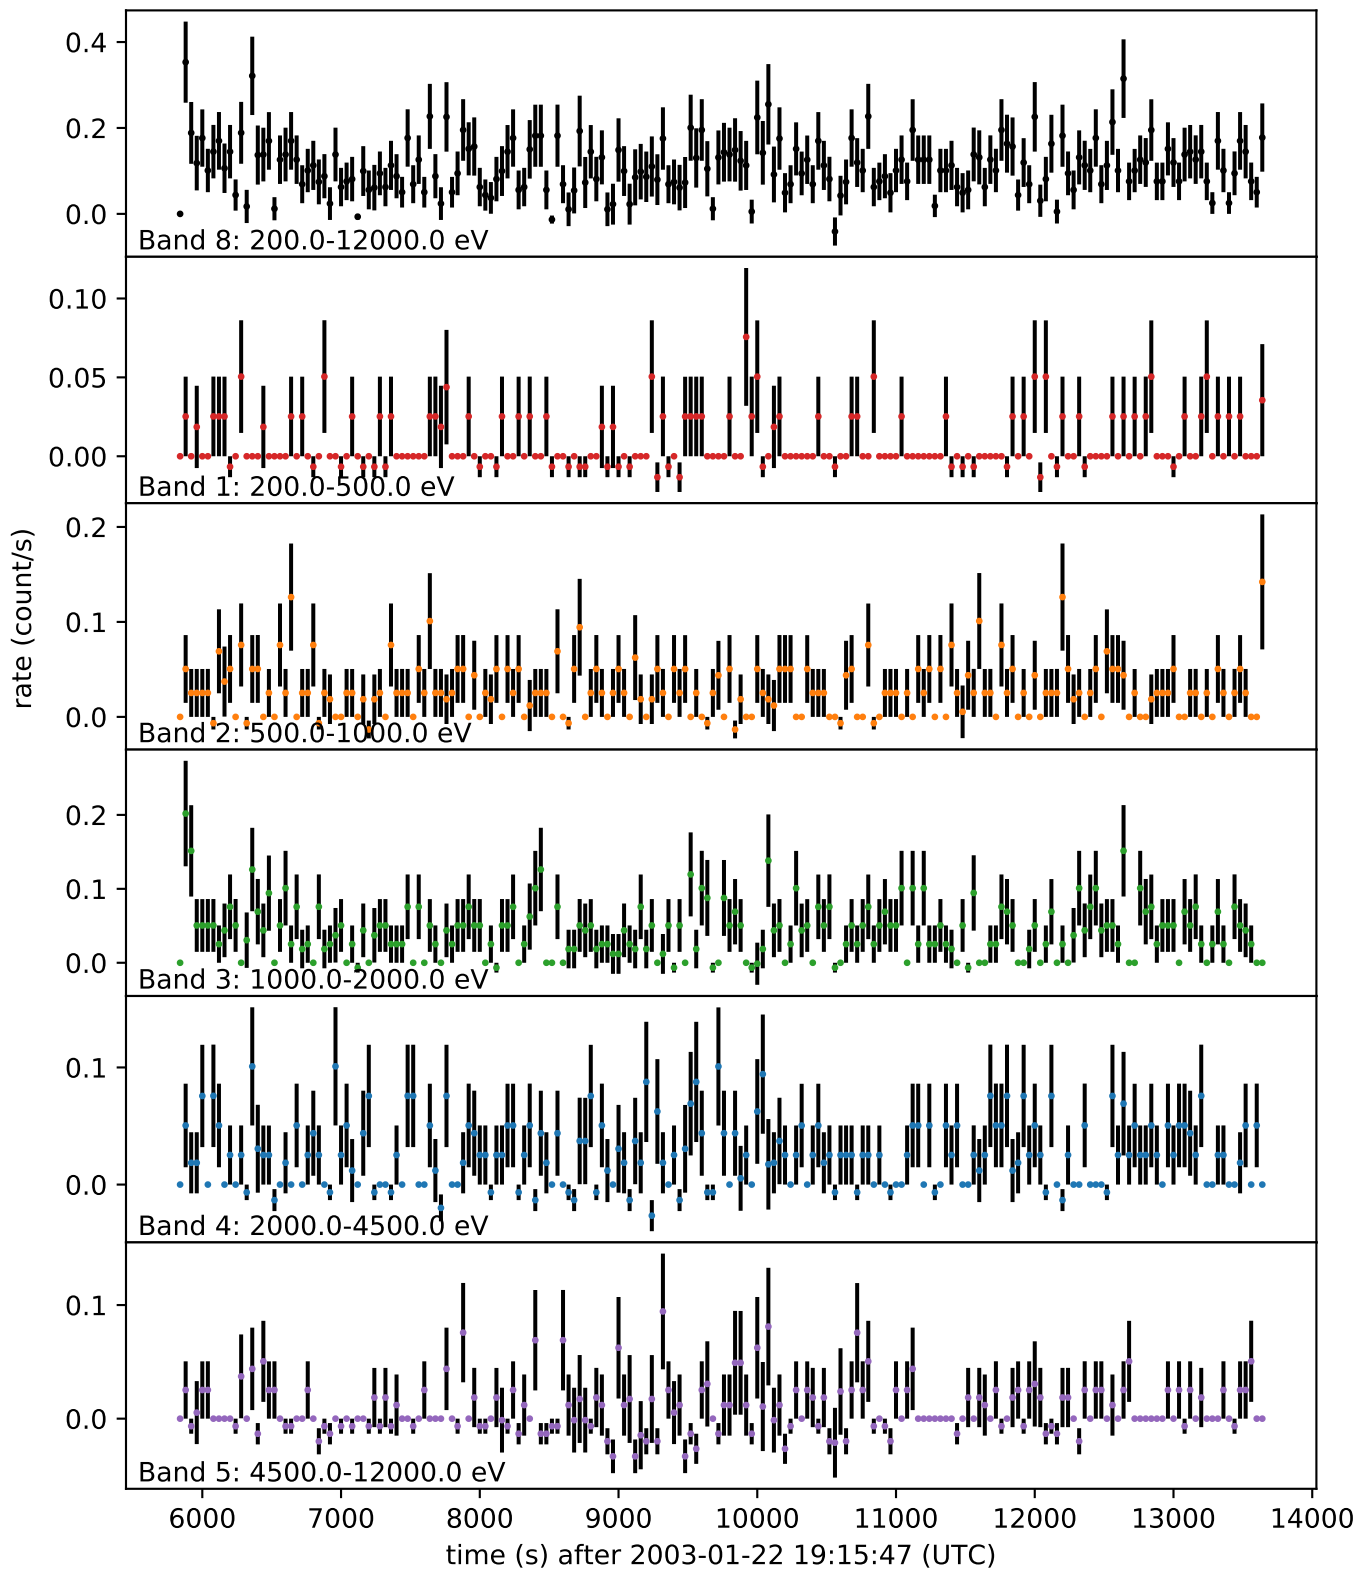 0.4
0.2
0.0
Band 8: 200.0-12000.0 eV
0.10
0.05
0.00
Band 1: 200.0-500.0 eV
rate (count/s)
0.2
0.1
0.0
Band 2: 500.0-1000.0 eV
0.2
0.1
0.0
Band 3: 1000.0-2000.0 eV
0.1
0.0
Band 4: 2000.0-4500.0 eV
0.1
0.0
Band 5: 4500.0-12000.0 eV
6000 7000 8000 9000 10000 11000 12000 13000 14000
time (s) after 2003-01-22 19:15:47 (UTC)